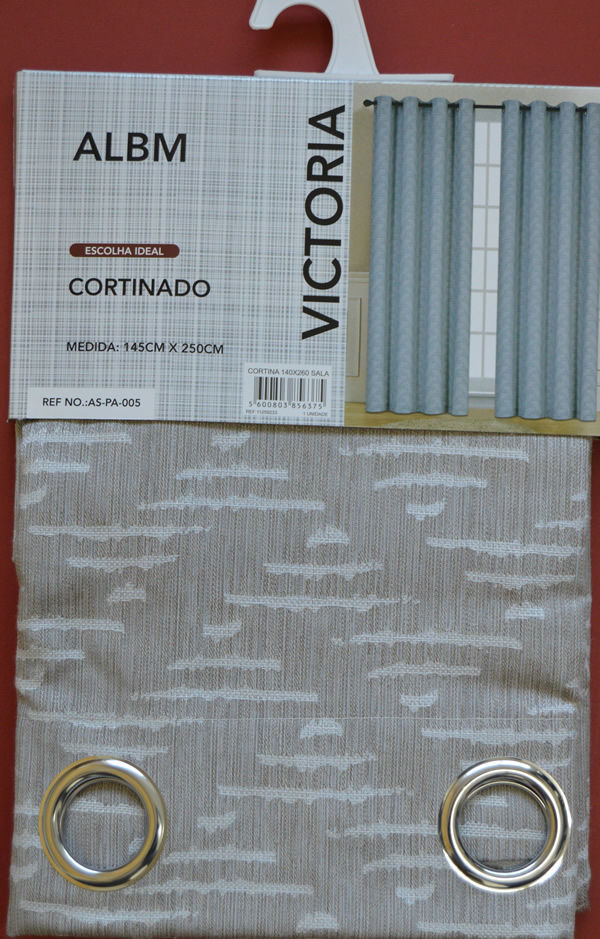 ALBM
VICTORIA
ESCOLHA IDEAL
CORTINADO
MEDIDA: 145CM X 250CM
REF NO.:AS-PA-005
CORTINA 140X260 SALA
5 600803 856375
1 UNIDADE